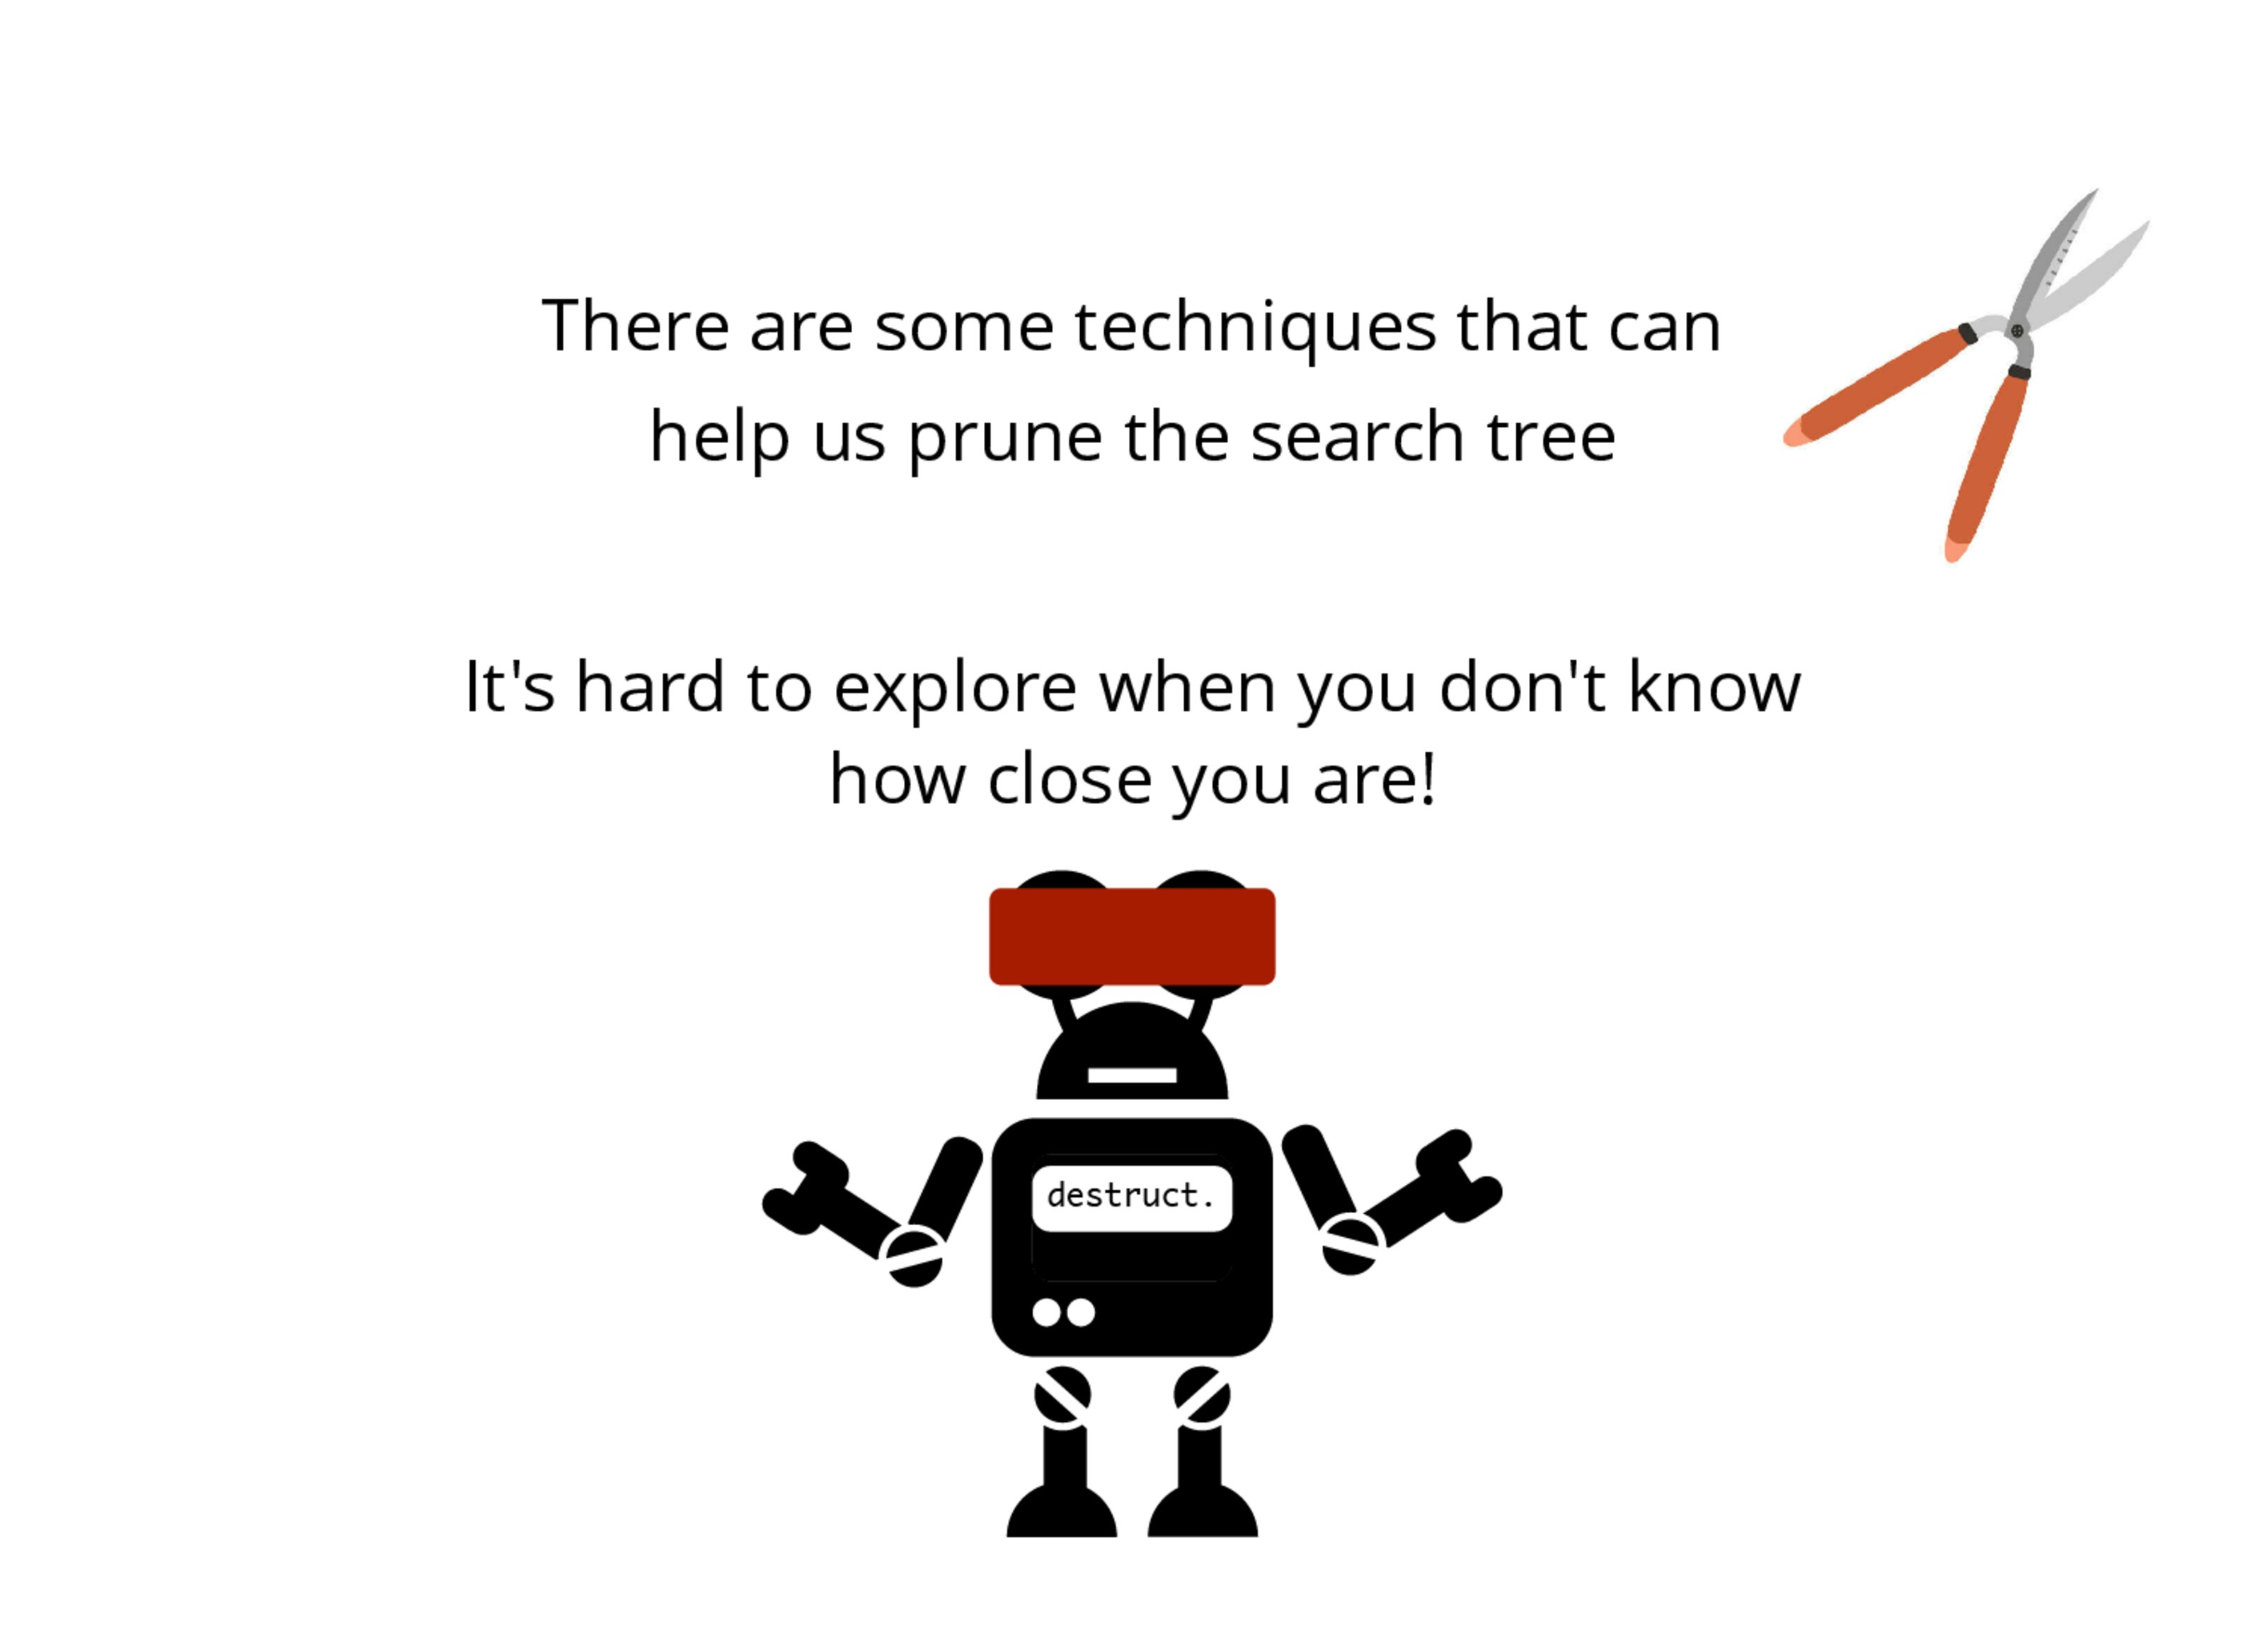 There are some techniques that can
help us prune the search tree
It's hard to explore when you don't know
how close you are!
destruct.